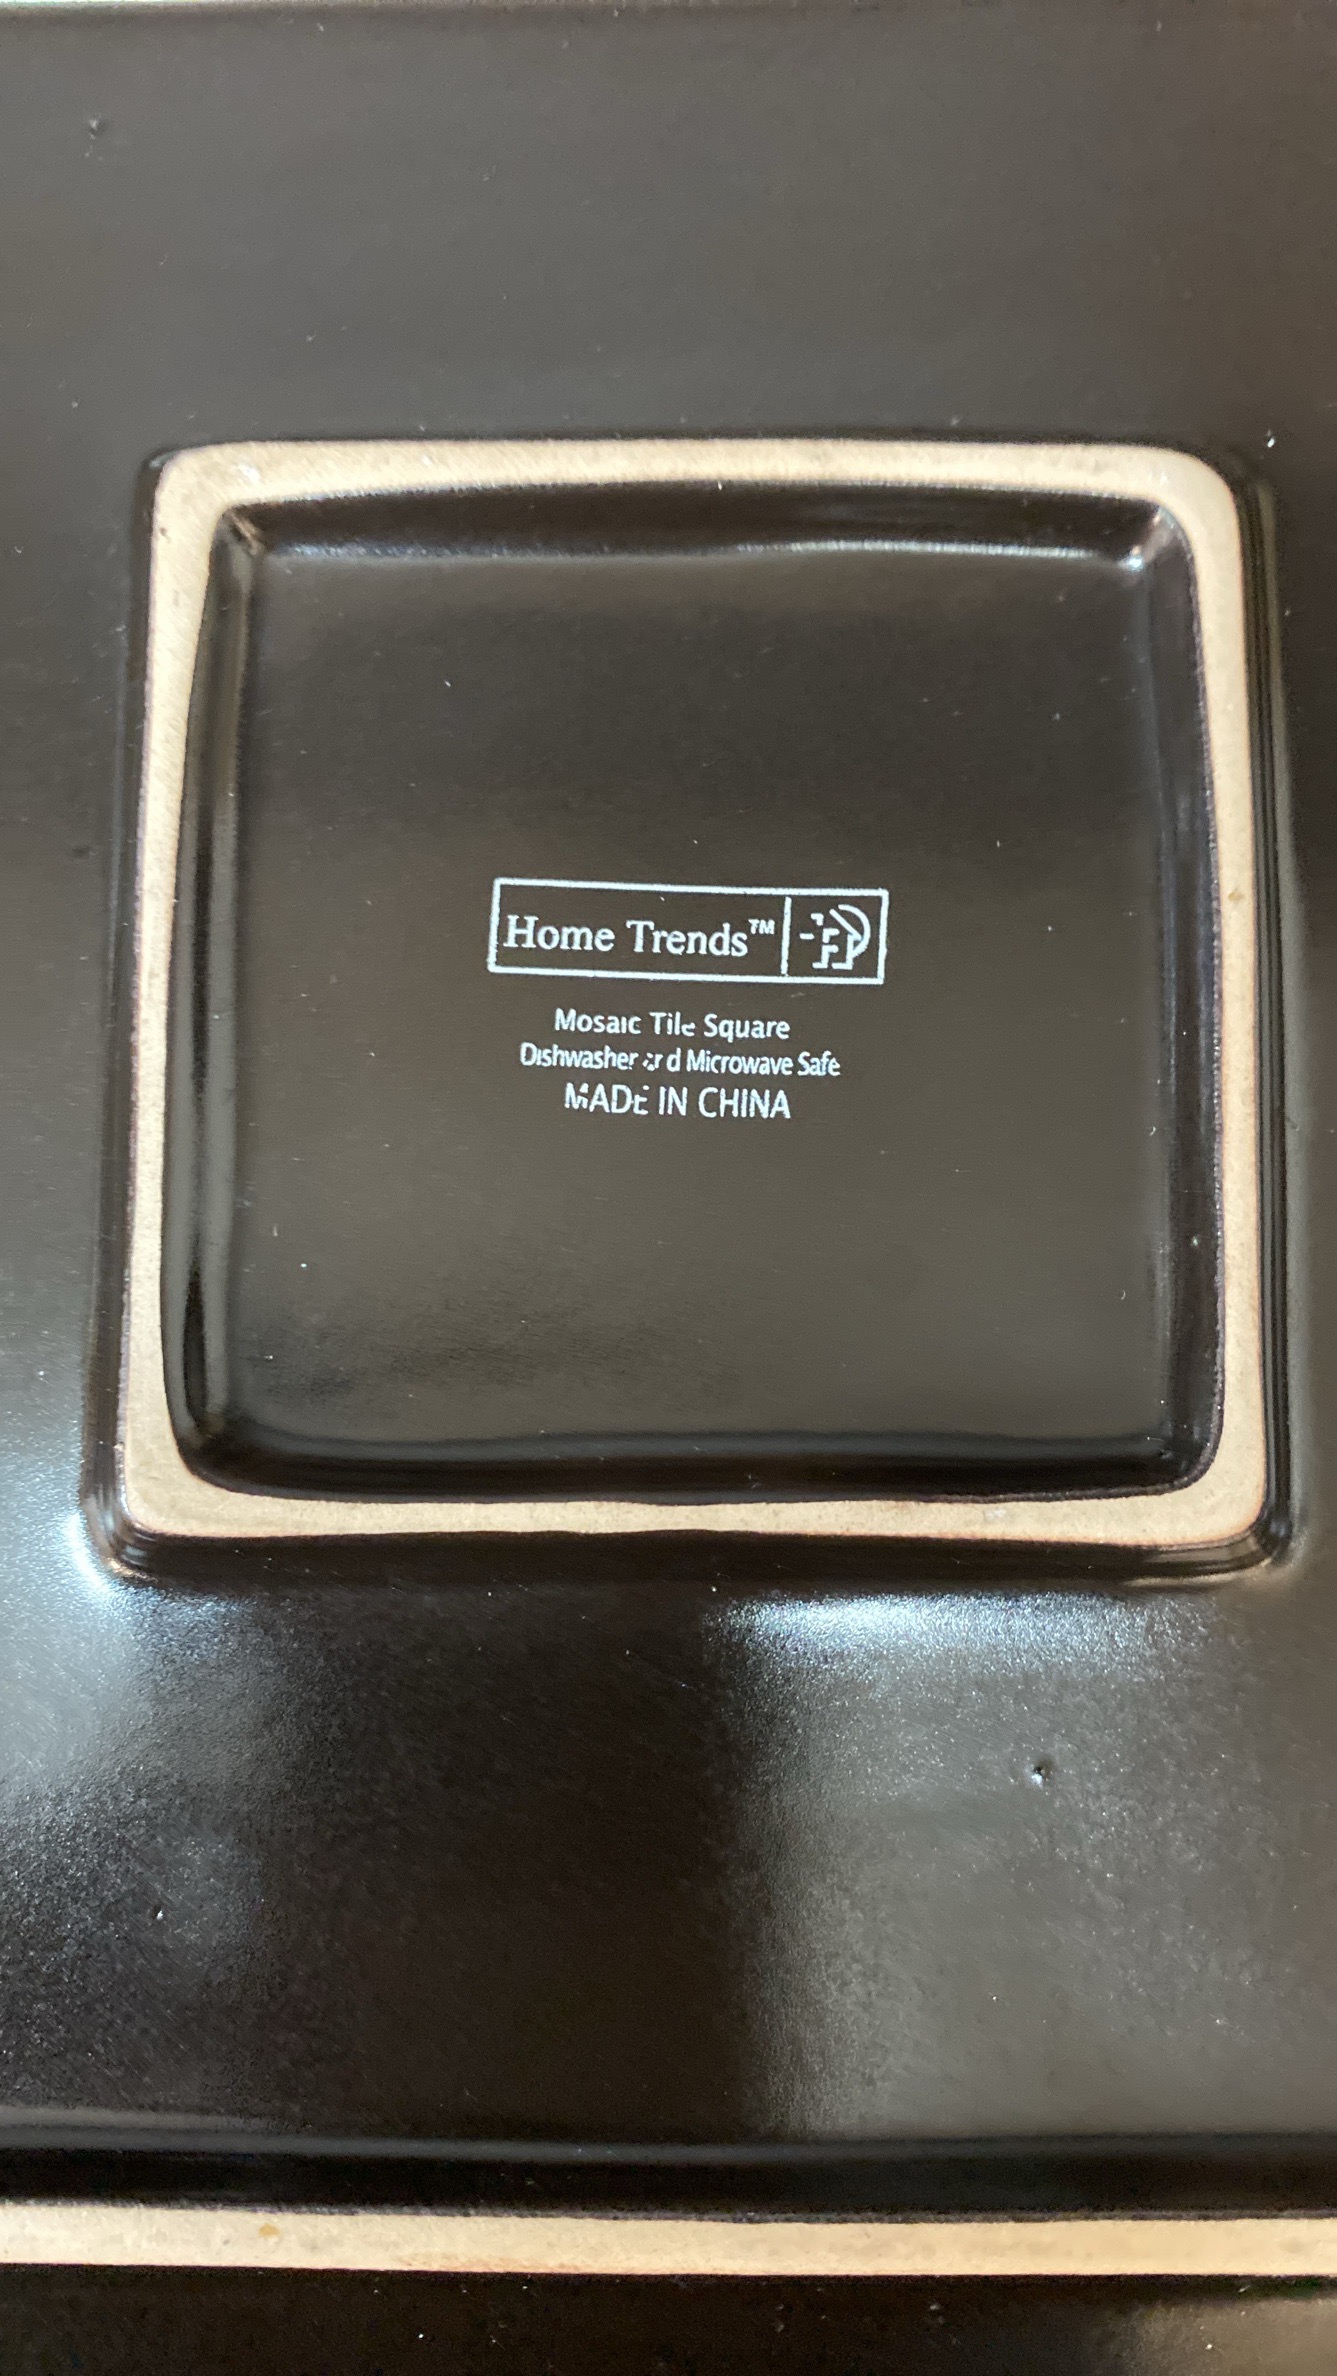 Home Trends™
Mosaic Tile Square
Dishwasher and Microwave Safe
MADE IN CHINA